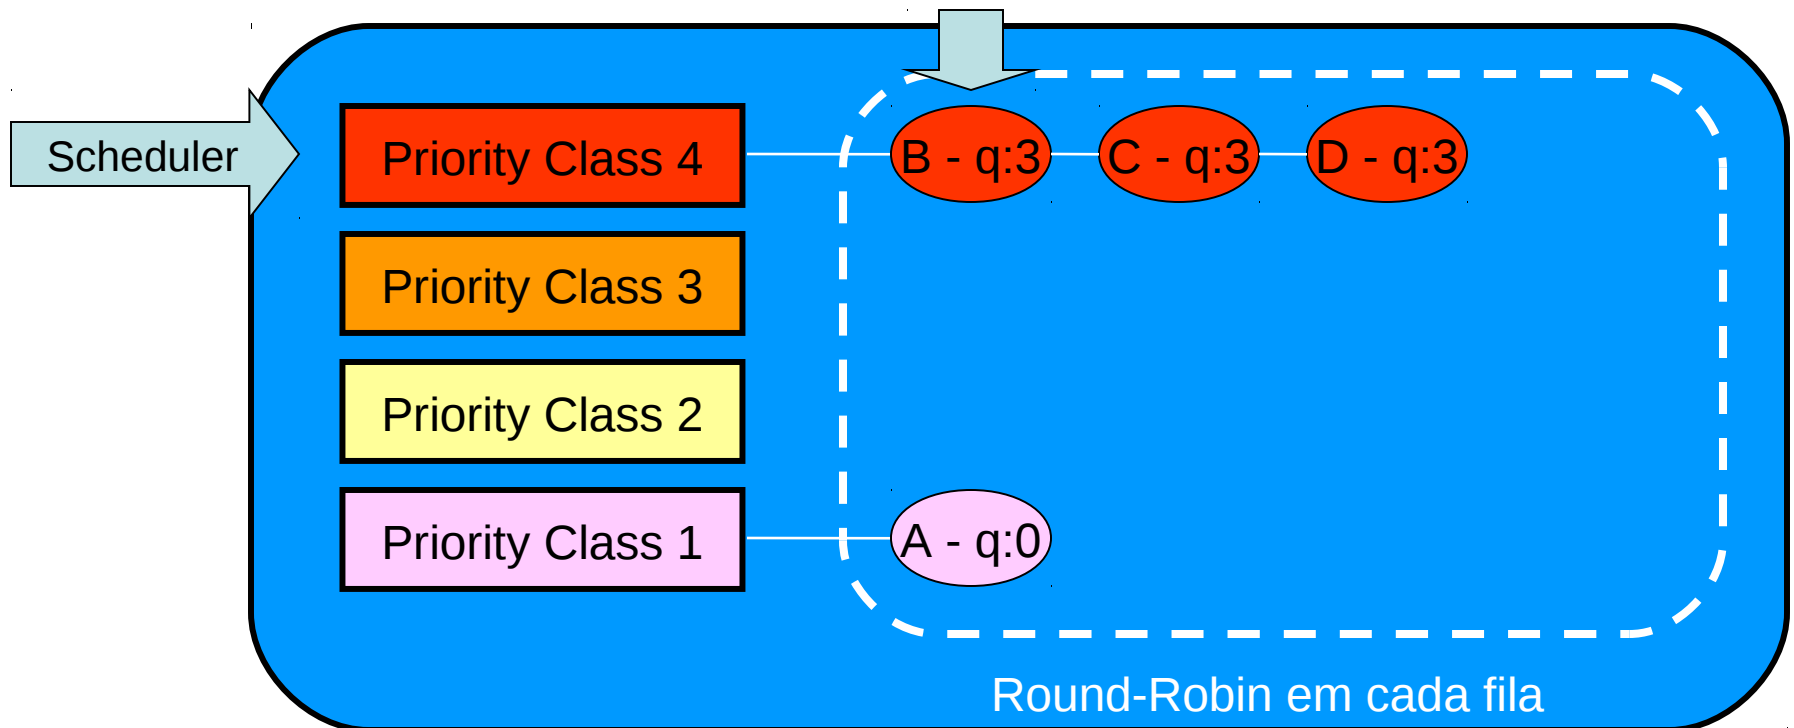 Scheduler
Priority Class 4
B - q:3
C - q:3
D - q:3
Priority Class 3
Priority Class 2
Priority Class 1
A - q:0
Round-Robin em cada fila